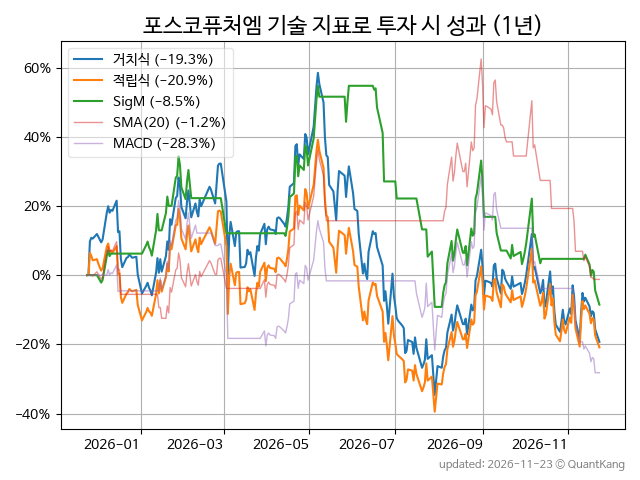 포스코퓨처엠 기술 지표로 투자 시 성과 (1년)
거치식 (−19.3%)
적립식 (−20.9%)
SigM (−8.5%)
SMA(20) (−1.2%)
MACD (−28.3%)
60%
40%
20%
0%
−20%
−40%
2026−01 2026−03 2026−05 2026−07 2026−09 2026−11
updated: 2026-11-23 © QuantKang